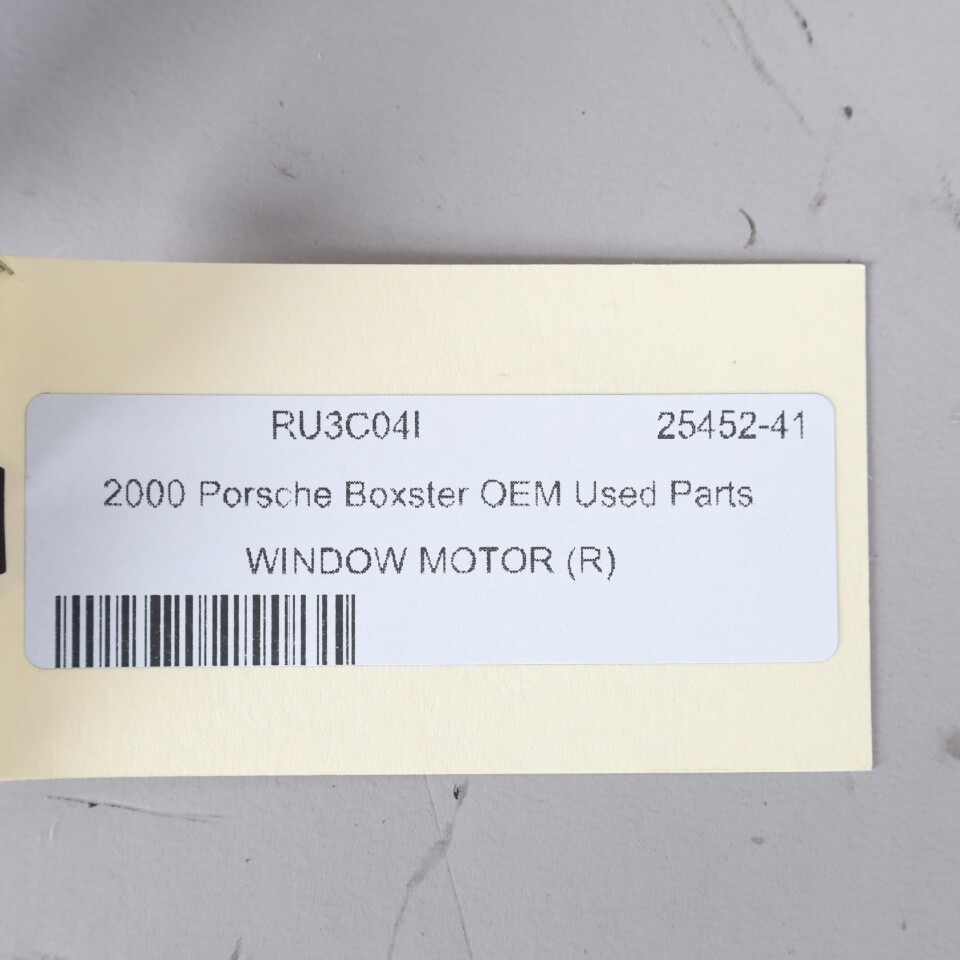 RU3C04I 25452-41
2000 Porsche Boxster OEM Used Parts
WINDOW MOTOR (R)